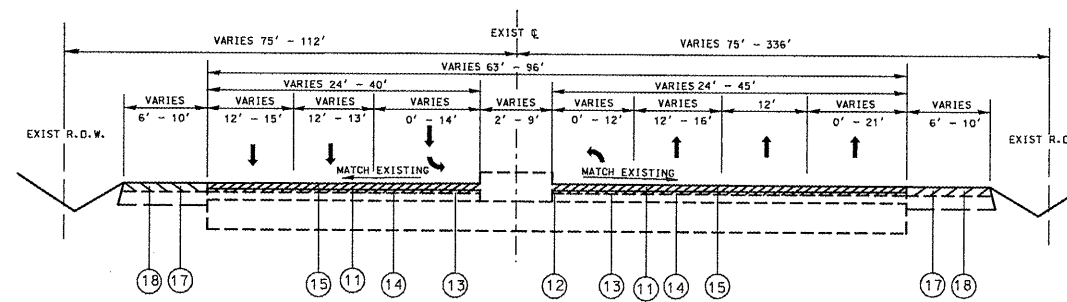 EXIST ℄
VARIES 75' - 112'
VARIES 75' - 336'
VARIES 63' - 96'
VARIES 24' - 40'
VARIES 24' - 45'
VARIES
6' - 10'
VARIES
12' - 15'
VARIES
12' - 13'
VARIES
0' - 14'
VARIES
2' - 9'
VARIES
0' - 12'
VARIES
12' - 16'
12'
VARIES
0' - 21'
VARIES
6' - 10'
EXIST R.O.W.
EXIST R.O
MATCH EXISTING
MATCH EXISTING
18 17 15 11 14 13 12 13 11 14 15 17 18